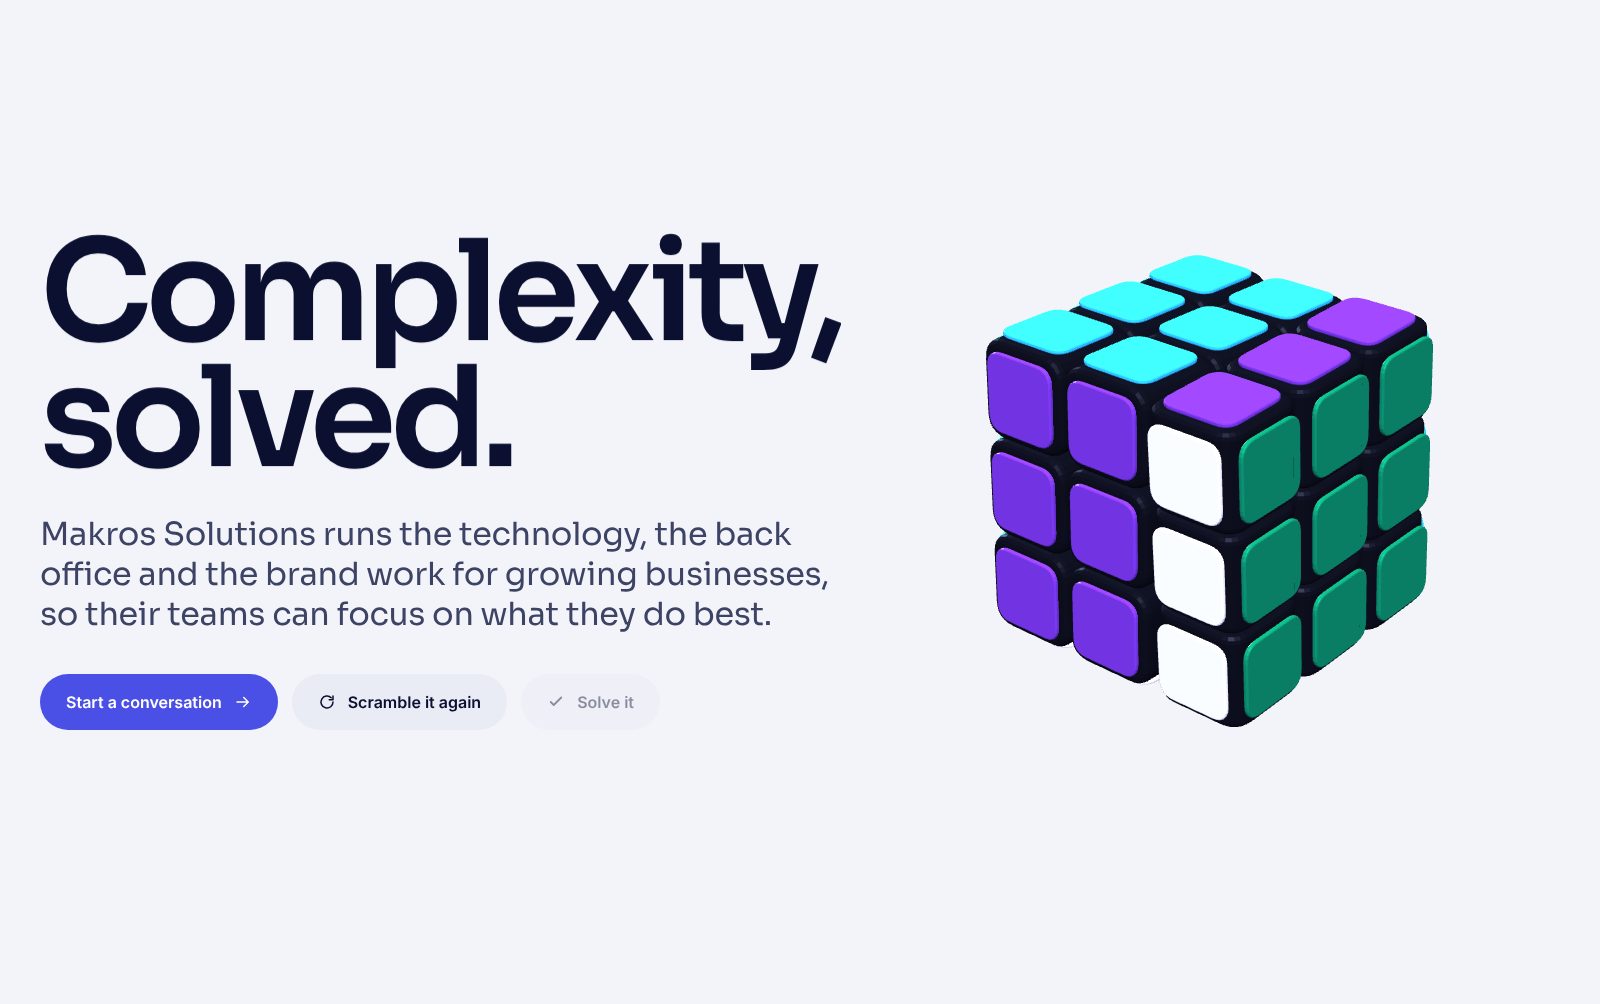 Complexity,
solved.
Makros Solutions runs the technology, the back
office and the brand work for growing businesses,
so their teams can focus on what they do best.
Start a conversation →
Scramble it again
Solve it